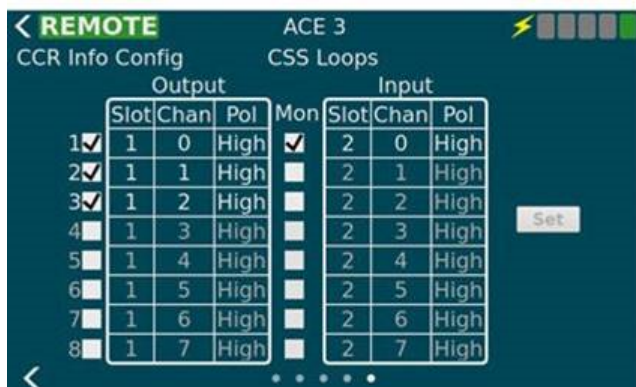 REMOTE ACE 3
CCR Info Config CSS Loops
Output Input
Slot Chan Pol Mon Slot Chan Pol
1 1 0 High 2 0 High
2 1 1 High 2 1 High
3 1 2 High 2 2 High
4 1 3 High 2 3 High
5 1 4 High 2 4 High
6 1 5 High 2 5 High
7 1 6 High 2 6 High
8 1 7 High 2 7 High
Set